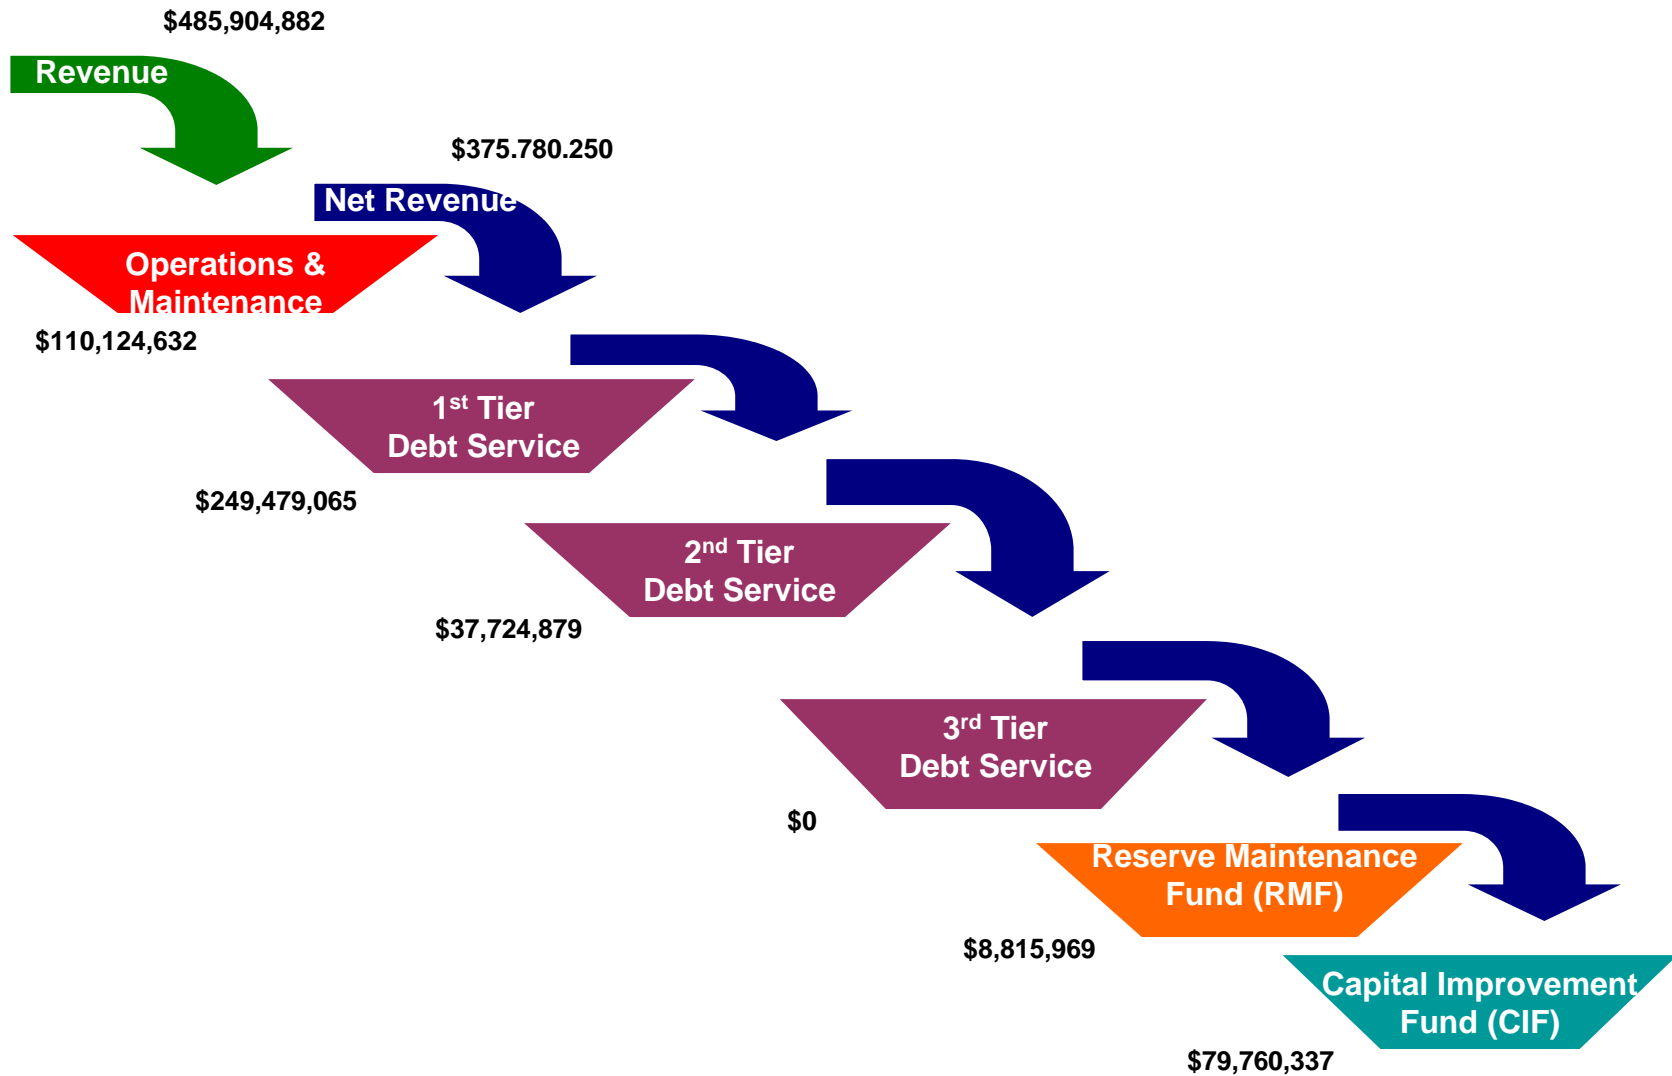 $485,904,882
Revenue
$375.780.250
Net Revenue
Operations &
Maintenance
$110,124,632
1st Tier
Debt Service
$249,479,065
2nd Tier
Debt Service
$37,724,879
3rd Tier
Debt Service
$0
Reserve Maintenance
Fund (RMF)
$8,815,969
Capital Improvement
Fund (CIF)
$79,760,337